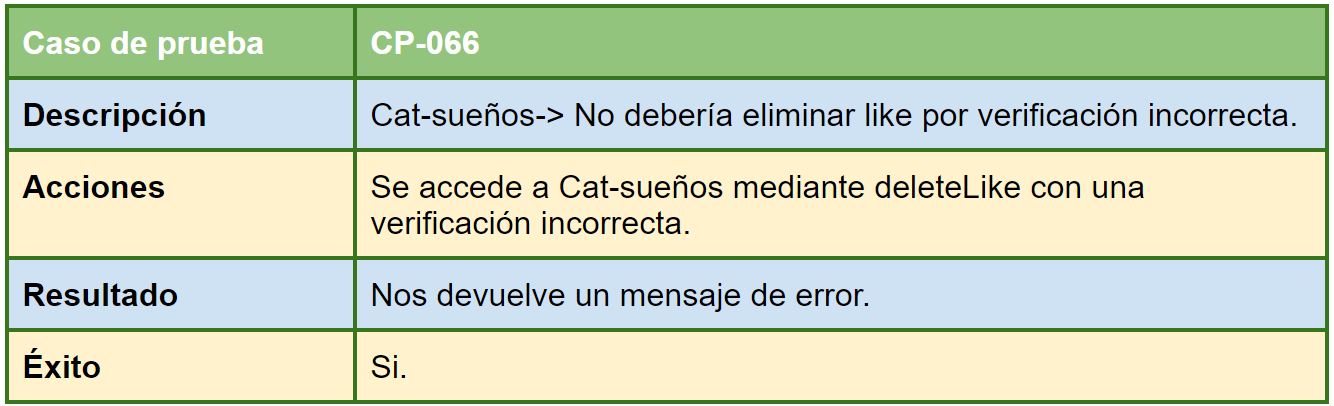 Caso de prueba CP-066
Descripción Cat-sueños-> No debería eliminar like por verificación incorrecta.
Acciones Se accede a Cat-sueños mediante deleteLike con una
verificación incorrecta.
Resultado Nos devuelve un mensaje de error.
Éxito Si.